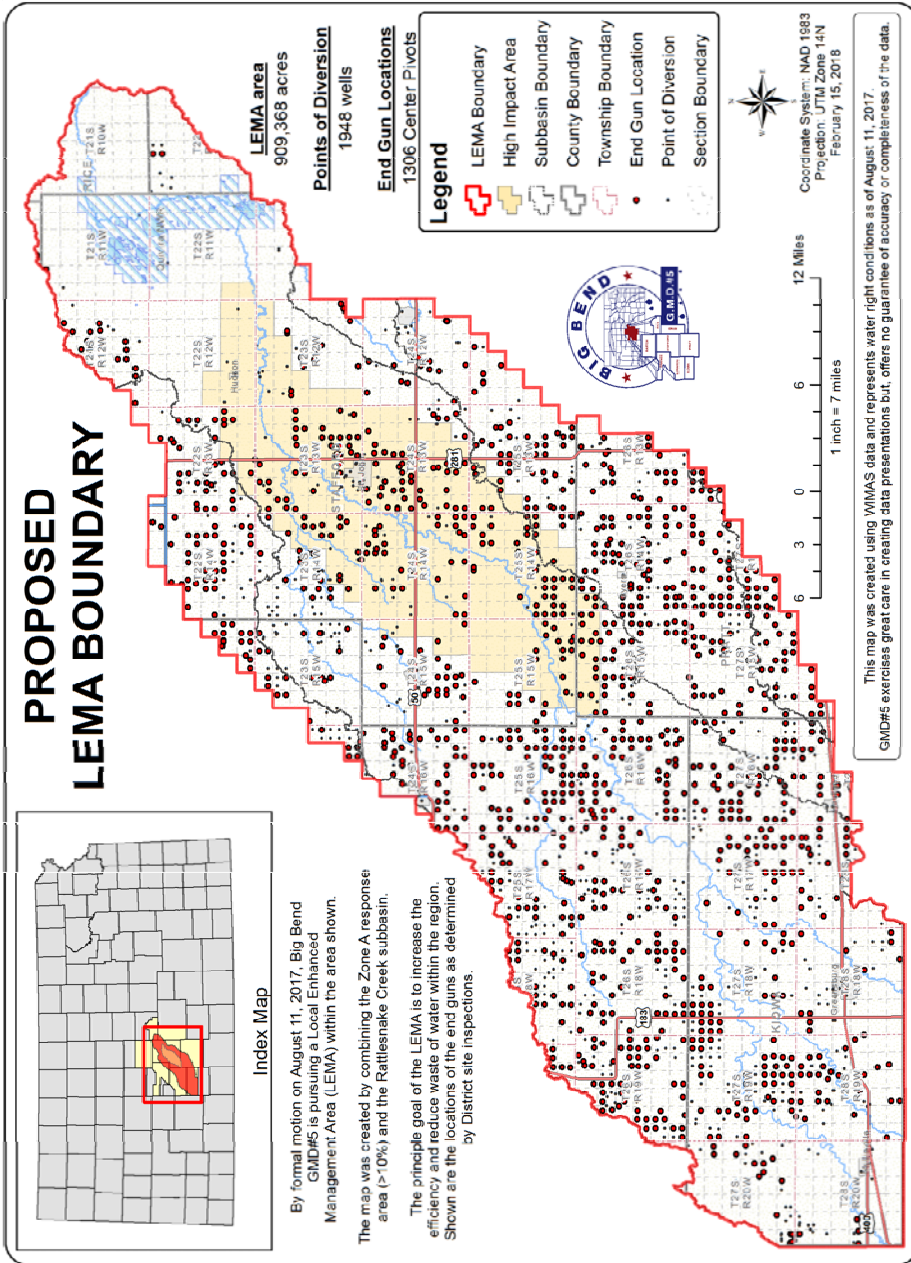 PROPOSED
LEMA BOUNDARY
Index Map
By formal motion on August 11, 2017, Big Bend
GMD#5 is pursuing a Local Enhanced
Management Area (LEMA) within the area shown.
The map was created by combining the Zone A response
area (>10%) and the Rattlesnake Creek subbasin.
The principle goal of the LEMA is to increase the
efficiency and reduce waste of water within the region.
Shown are the locations of the end guns as determined
by District site inspections.
LEMA area
909,368 acres
Points of Diversion
1948 wells
End Gun Locations
1306 Center Pivots
Legend
LEMA Boundary
High Impact Area
Subbasin Boundary
County Boundary
Township Boundary
End Gun Location
Point of Diversion
Section Boundary
N
E
S
W
Coordinate System: NAD 1983
Projection: UTM Zone 14N
February 15, 2018
BIG BEND
G.M.D.#5
6 3 0 6 12 Miles
1 inch = 7 miles
This map was created using WIMAS data and represents water right conditions as of August 11, 2017.
GMD#5 exercises great care in creating data presentations but, offers no guarantee of accuracy or completeness of the data.
RICE
T21S
R10W
T21S
R11W
T22S
R11W
T22S
R12W
Hudson
T23S
R12W
T22S
R13W
T23S
R13W
T24S
R13W
281
T22S
R14W
T24S
R14W
T25S
R14W
T23S
R15W
T24S
R15W
50
T25S
R15W
T24S
R16W
T25S
R16W
T26S
R16W
T25S
R17W
T26S
R18W
183
T27S
R18W
KIOWA
Greensburg
T28S
R18W
T26S
R19W
T27S
R19W
T28S
R19W
T27S
R20W
T28S
R20W
400